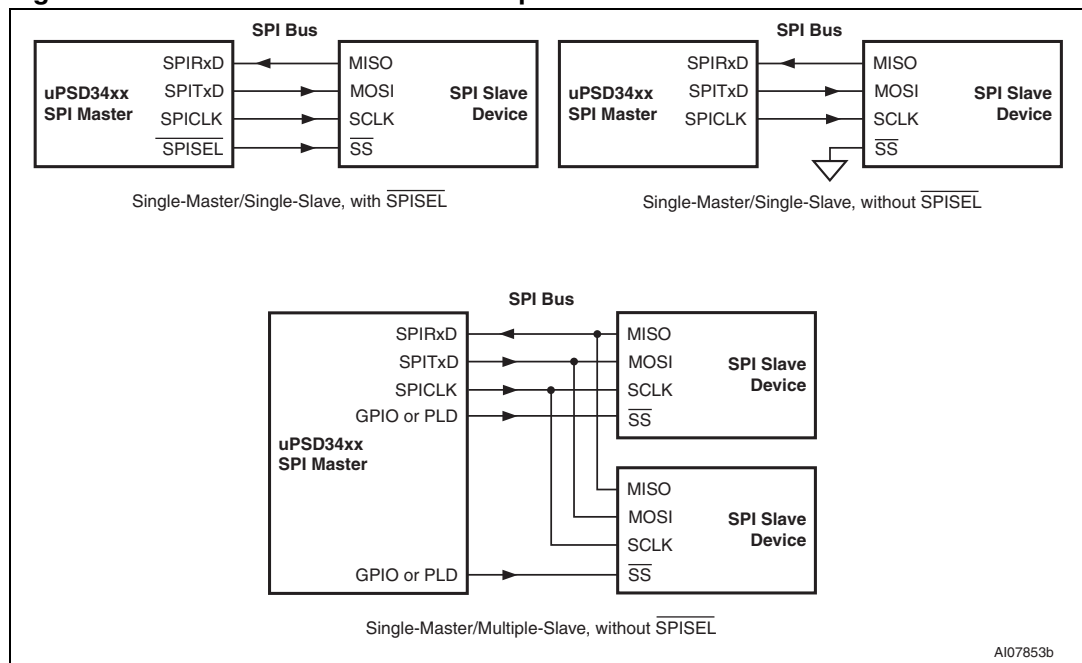 SPI Bus
uPSD34xx
SPI Master
SPIRxD
SPITxD
SPICLK
SPISEL
MISO
MOSI
SCLK
SS
SPI Slave
Device
Single-Master/Single-Slave, with SPISEL
SPI Bus
uPSD34xx
SPI Master
SPIRxD
SPITxD
SPICLK
MISO
MOSI
SCLK
SS
SPI Slave
Device
Single-Master/Single-Slave, without SPISEL
SPI Bus
uPSD34xx
SPI Master
SPIRxD
SPITxD
SPICLK
GPIO or PLD
GPIO or PLD
MISO
MOSI
SCLK
SS
SPI Slave
Device
MISO
MOSI
SCLK
SS
SPI Slave
Device
Single-Master/Multiple-Slave, without SPISEL
AI07853b